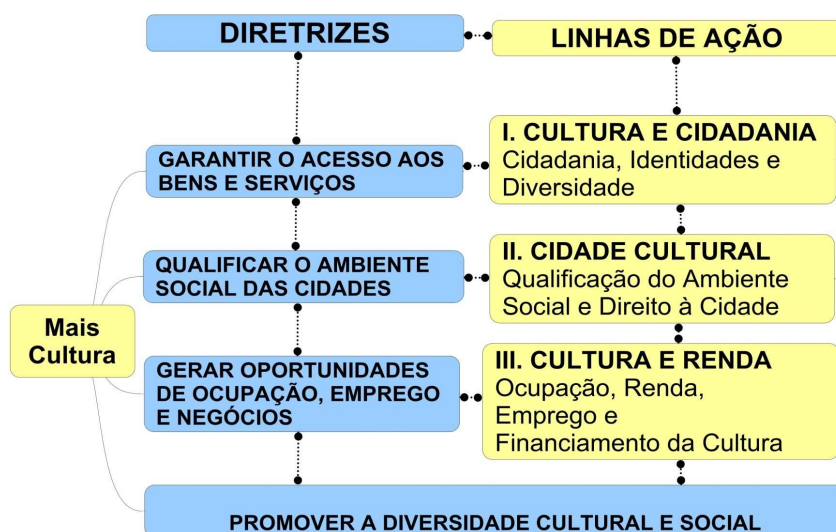 DIRETRIZES
LINHAS DE AÇÃO
GARANTIR O ACESSO AOS
BENS E SERVIÇOS
I. CULTURA E CIDADANIA
Cidadania, Identidades e
Diversidade
QUALIFICAR O AMBIENTE
SOCIAL DAS CIDADES
II. CIDADE CULTURAL
Qualificação do Ambiente
Social e Direito à Cidade
Mais
Cultura
GERAR OPORTUNIDADES
DE OCUPAÇÃO, EMPREGO
E NEGÓCIOS
III. CULTURA E RENDA
Ocupação, Renda,
Emprego e
Financiamento da Cultura
PROMOVER A DIVERSIDADE CULTURAL E SOCIAL